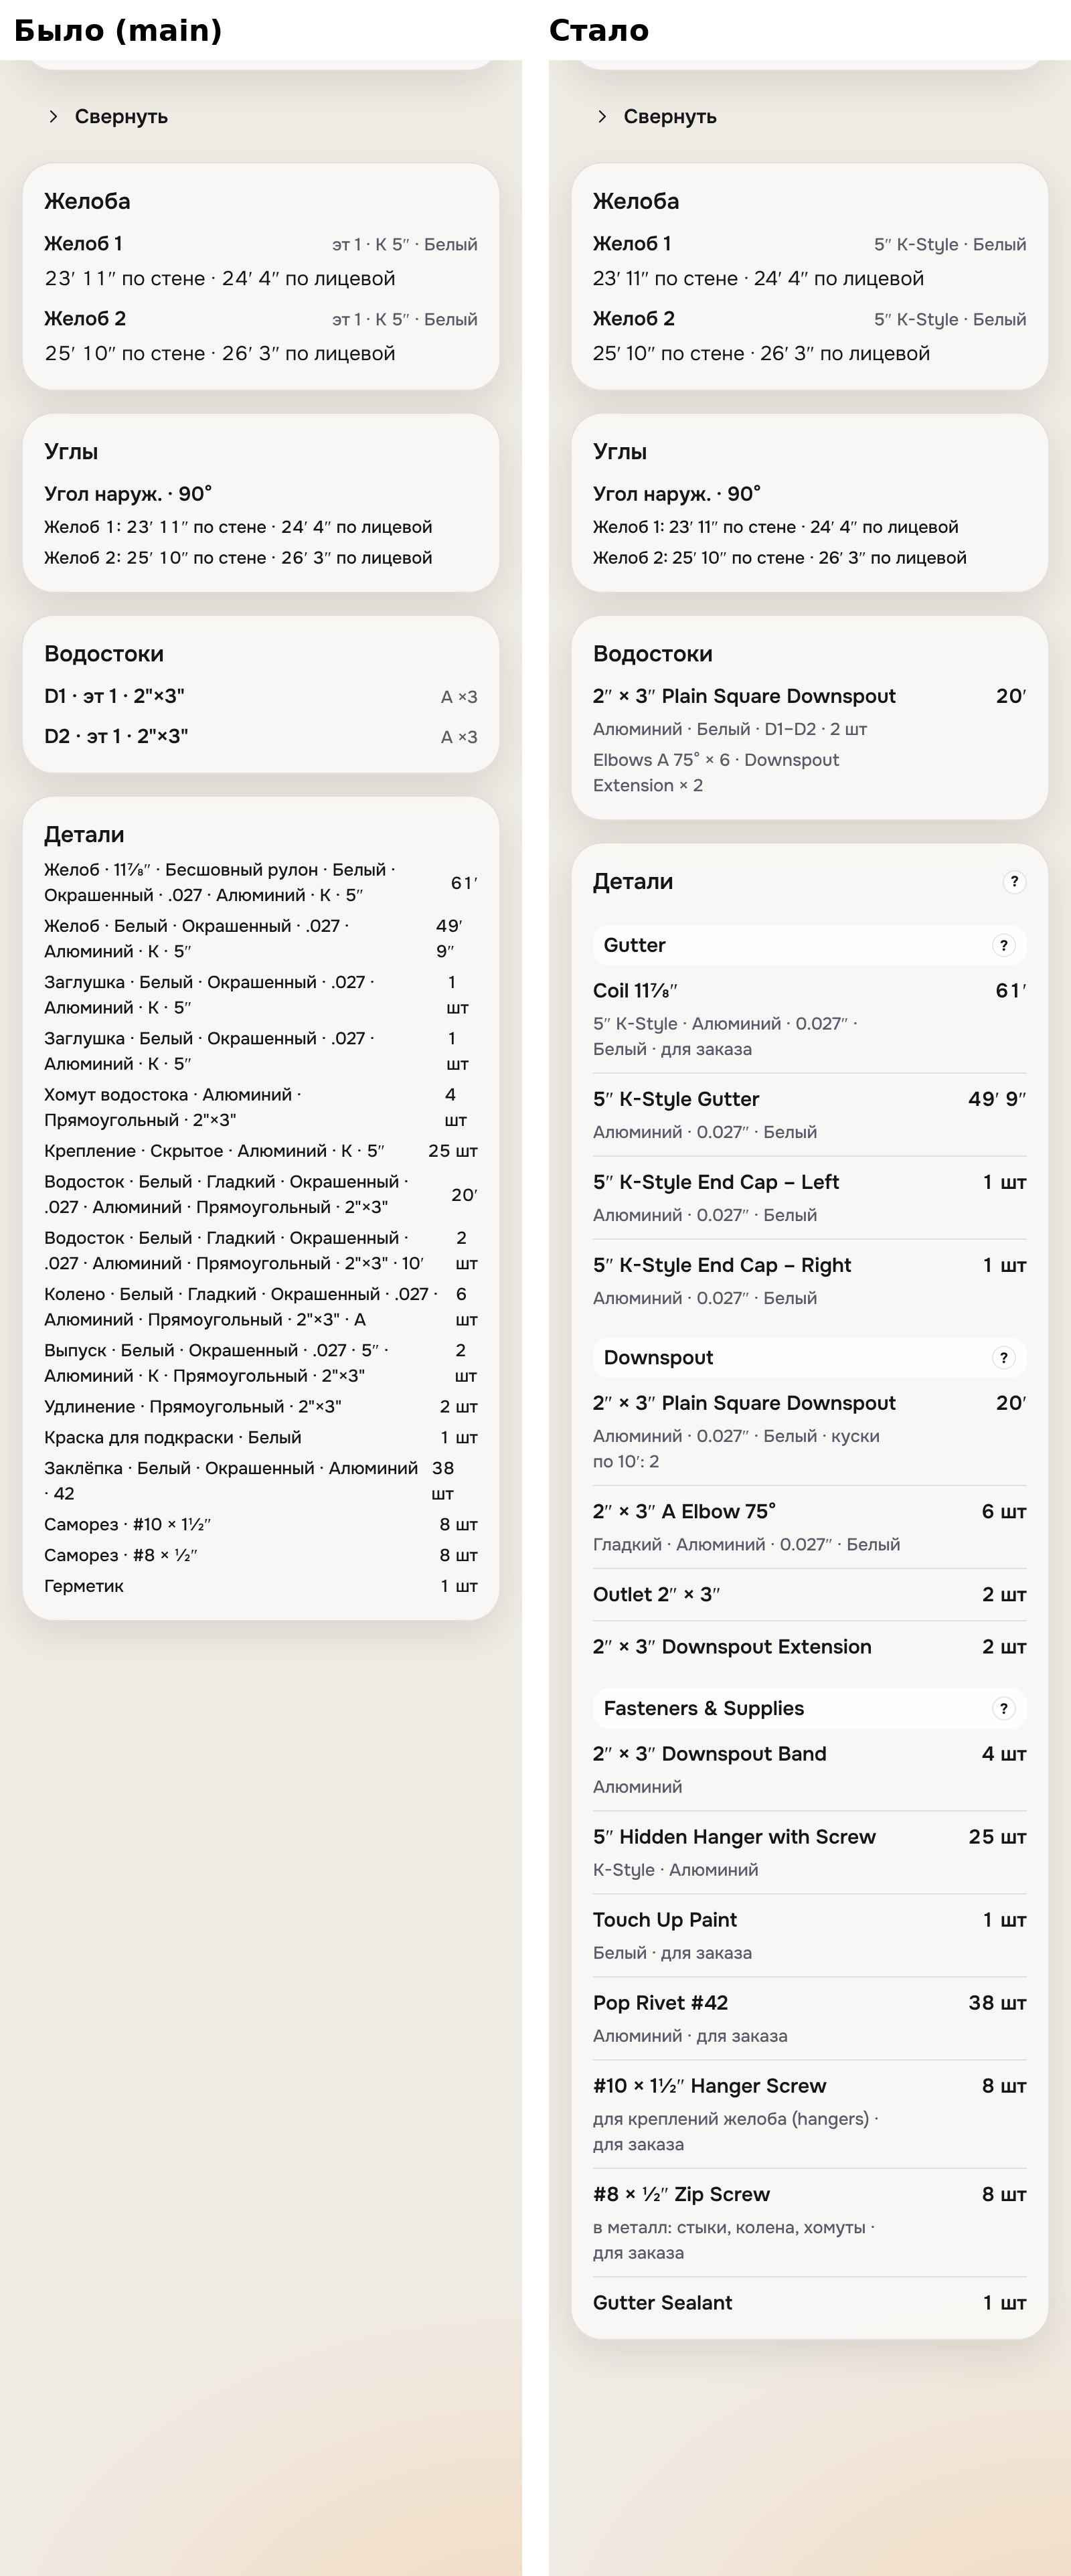 Было (main)
Свернуть
Желоба
Желоб 1 эт 1 · K 5″ · Белый
23′ 11″ по стене · 24′ 4″ по лицевой
Желоб 2 эт 1 · K 5″ · Белый
25′ 10″ по стене · 26′ 3″ по лицевой
Углы
Угол наруж. · 90°
Желоб 1: 23′ 11″ по стене · 24′ 4″ по лицевой
Желоб 2: 25′ 10″ по стене · 26′ 3″ по лицевой
Водостоки
D1 · эт 1 · 2"×3" A ×3
D2 · эт 1 · 2"×3" A ×3
Детали
Желоб · 11⅞″ · Бесшовный рулон · Белый ·
Окрашенный · .027 · Алюминий · K · 5″
61′
Желоб · Белый · Окрашенный · .027 ·
Алюминий · K · 5″
49′
9″
Заглушка · Белый · Окрашенный · .027 ·
Алюминий · K · 5″
1
шт
Заглушка · Белый · Окрашенный · .027 ·
Алюминий · K · 5″
1
шт
Хомут водостока · Алюминий ·
Прямоугольный · 2"×3"
4
шт
Крепление · Скрытое · Алюминий · K · 5″ 25 шт
Водосток · Белый · Гладкий · Окрашенный ·
.027 · Алюминий · Прямоугольный · 2"×3"
20′
Водосток · Белый · Гладкий · Окрашенный ·
.027 · Алюминий · Прямоугольный · 2"×3" · 10′
2
шт
Колено · Белый · Гладкий · Окрашенный · .027 ·
Алюминий · Прямоугольный · 2"×3" · A
6
шт
Выпуск · Белый · Окрашенный · .027 · 5″ ·
Алюминий · K · Прямоугольный · 2"×3"
2
шт
Удлинение · Прямоугольный · 2"×3" 2 шт
Краска для подкраски · Белый 1 шт
Заклёпка · Белый · Окрашенный · Алюминий
· 42
38
шт
Саморез · #10 × 1½″ 8 шт
Саморез · #8 × ½″ 8 шт
Герметик 1 шт
Стало
Свернуть
Желоба
Желоб 1 5″ K-Style · Белый
23′ 11″ по стене · 24′ 4″ по лицевой
Желоб 2 5″ K-Style · Белый
25′ 10″ по стене · 26′ 3″ по лицевой
Углы
Угол наруж. · 90°
Желоб 1: 23′ 11″ по стене · 24′ 4″ по лицевой
Желоб 2: 25′ 10″ по стене · 26′ 3″ по лицевой
Водостоки
2″ × 3″ Plain Square Downspout 20′
Алюминий · Белый · D1–D2 · 2 шт
Elbows A 75° × 6 · Downspout
Extension × 2
Детали ?
Gutter ?
Coil 11⅞″ 61′
5″ K-Style · Алюминий · 0.027″ ·
Белый · для заказа
5″ K-Style Gutter 49′ 9″
Алюминий · 0.027″ · Белый
5″ K-Style End Cap – Left 1 шт
Алюминий · 0.027″ · Белый
5″ K-Style End Cap – Right 1 шт
Алюминий · 0.027″ · Белый
Downspout ?
2″ × 3″ Plain Square Downspout 20′
Алюминий · 0.027″ · Белый · куски
по 10′: 2
2″ × 3″ A Elbow 75° 6 шт
Гладкий · Алюминий · 0.027″ · Белый
Outlet 2″ × 3″ 2 шт
2″ × 3″ Downspout Extension 2 шт
Fasteners & Supplies ?
2″ × 3″ Downspout Band 4 шт
Алюминий
5″ Hidden Hanger with Screw 25 шт
K-Style · Алюминий
Touch Up Paint 1 шт
Белый · для заказа
Pop Rivet #42 38 шт
Алюминий · для заказа
#10 × 1½″ Hanger Screw 8 шт
для креплений желоба (hangers) ·
для заказа
#8 × ½″ Zip Screw 8 шт
в металл: стыки, колена, хомуты ·
для заказа
Gutter Sealant 1 шт